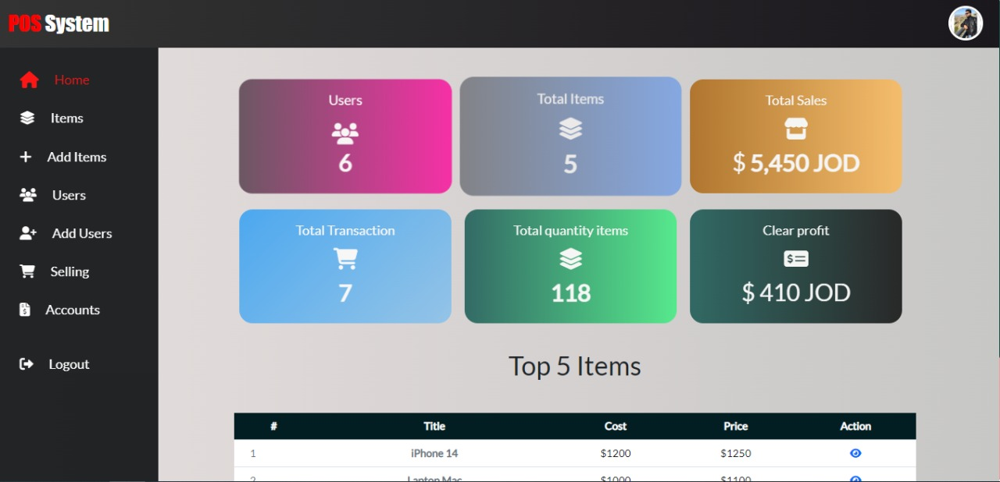 POS System
Home
Items
Add Items
Users
Add Users
Selling
Accounts
Logout
Users
6
Total Items
5
Total Sales
$ 5,450 JOD
Total Transaction
7
Total quantity items
118
Clear profit
$ 410 JOD
Top 5 Items
# Title Cost Price Action
1 iPhone 14 $1200 $1250
2 Laptop Mac $1000 $1100